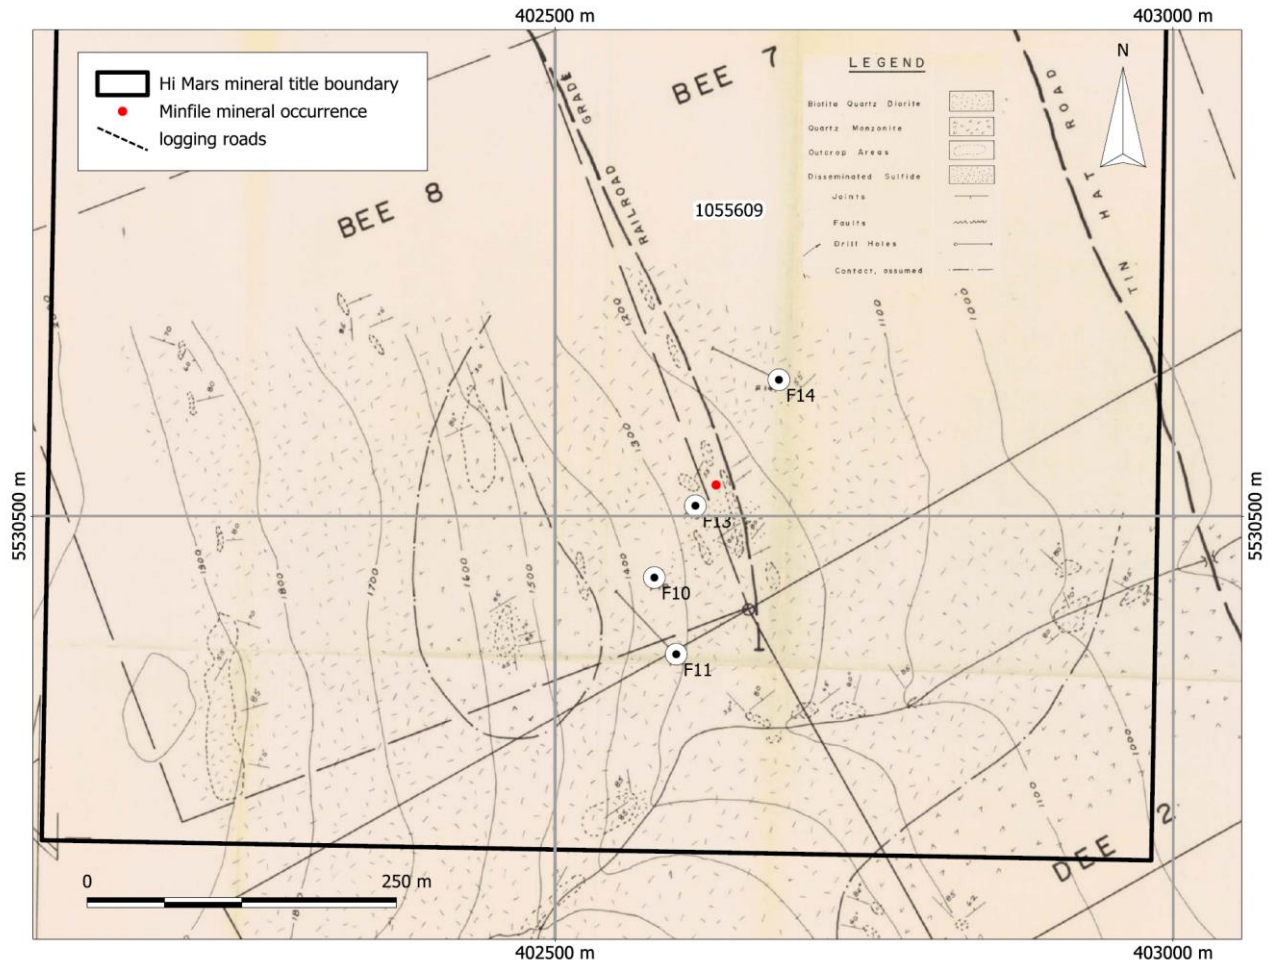 402500 m
403000 m
Hi Mars mineral title boundary
Minfile mineral occurrence
logging roads
N
BEE 7
LEGEND
Biotite Quartz Diorite
Quartz Monzonite
Outcrop Areas
Disseminated Sulfide
Joints
Faults
Drill Holes
Contact, assumed
BEE 8
1055609
RAILROAD GRADE
TIN HAT ROAD
1200
1100
1000
1300
F14
F13
5530500 m
5530500 m
F10
F11
1900
1800
1700
1600
1500
1400
1000
1100
DEE 2
0
250 m
402500 m
403000 m